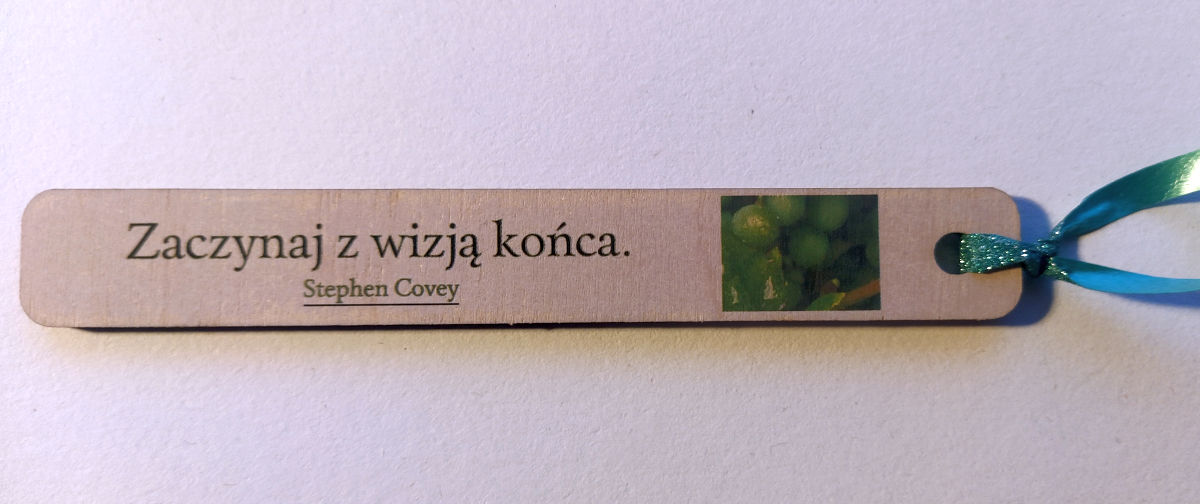 Zaczynaj z wizją końca.
Stephen Covey